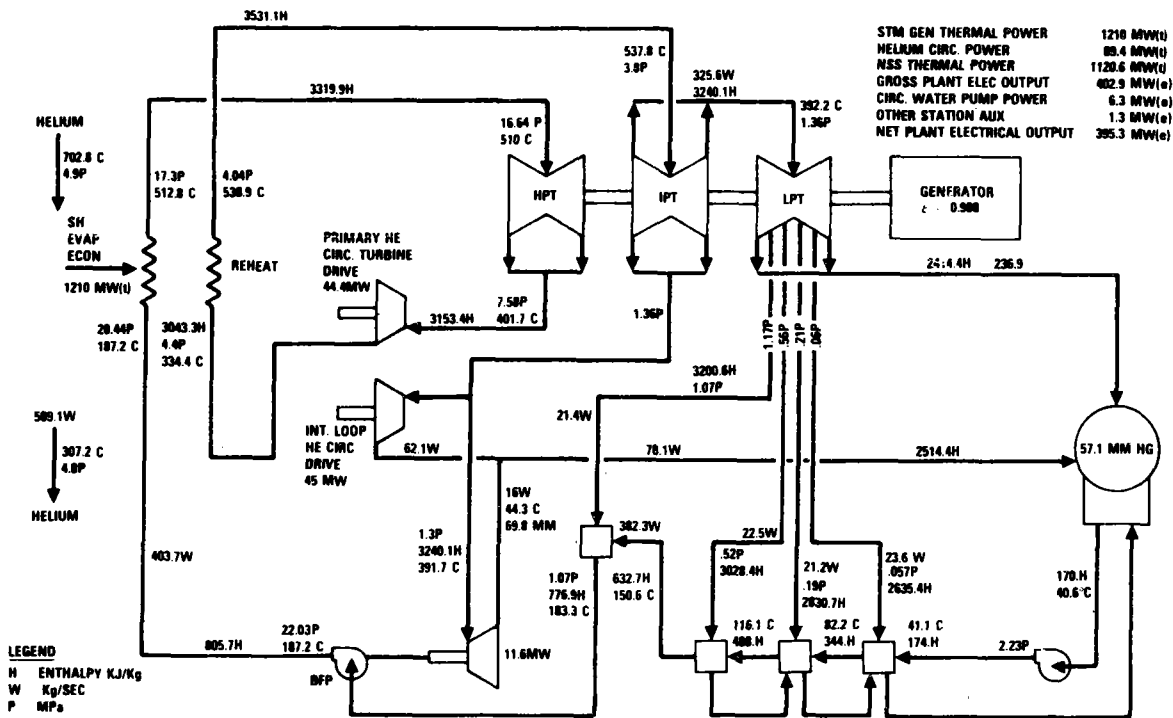 3531.1H
537.8 C
3.8P
325.6W
3240.1H
392.2 C
1.36P
STM GEN THERMAL POWER 1210 MW(t)
HELIUM CIRC. POWER 89.4 MW(t)
NSS THERMAL POWER 1120.6 MW(t)
GROSS PLANT ELEC OUTPUT 402.9 MW(e)
CIRC. WATER PUMP POWER 6.3 MW(e)
OTHER STATION AUX 1.3 MW(e)
NET PLANT ELECTRICAL OUTPUT 395.3 MW(e)
3319.9H
16.64 P
510 C
HELIUM
702.8 C
4.9P
17.3P
512.8 C
4.04P
538.9 C
HPT
IPT
LPT
GENERATOR
0.988
SH
EVAP
ECON
1210 MW(t)
REHEAT
PRIMARY HE
CIRC. TURBINE
DRIVE
44.4MW
7.58P
401.7 C
3153.4H
1.36P
236.9
1.17P
.56P
.21P
.06P
20.44P
187.2 C
3043.3H
4.4P
334.4 C
3200.6H
1.07P
21.4W
589.1W
307.2 C
4.8P
HELIUM
INT. LOOP
HE CIRC
DRIVE
45 MW
62.1W
78.1W
2514.4H
57.1 MM HG
16W
44.3 C
69.8 MM
403.7W
1.3P
3240.1H
391.7 C
382.3W
22.5W
.52P
3028.4H
21.2W
.19P
2830.7H
23.6 W
.057P
2635.4H
170.H
40.6°C
1.07P
776.9H
183.3 C
632.7H
150.6 C
116.1 C
488.H
82.2 C
344.H
41.1 C
174.H
2.23P
805.7H
22.03P
187.2 C
BFP
11.6MW
LEGEND
H ENTHALPY KJ/Kg
W Kg/SEC
P MPa